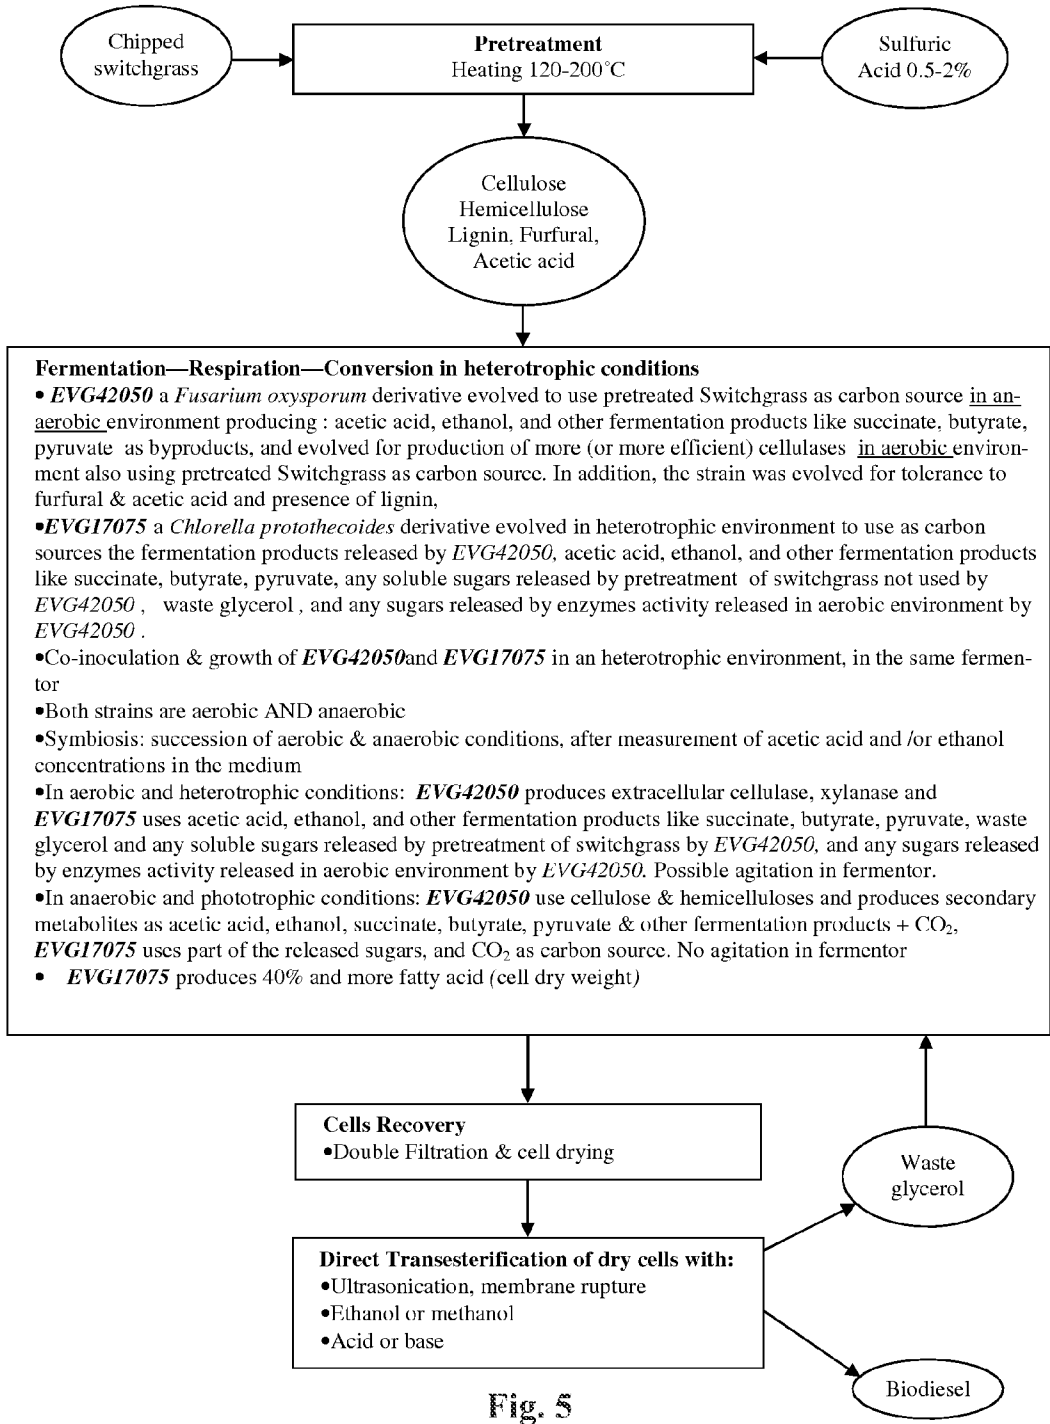 Chipped
switchgrass
Pretreatment
Heating 120-200°C
Sulfuric
Acid 0.5-2%
Cellulose
Hemicellulose
Lignin, Furfural,
Acetic acid
Fermentation—Respiration—Conversion in heterotrophic conditions
• EVG42050 a Fusarium oxysporum derivative evolved to use pretreated Switchgrass as carbon source in an-
aerobic environment producing : acetic acid, ethanol, and other fermentation products like succinate, butyrate,
pyruvate as byproducts, and evolved for production of more (or more efficient) cellulases in aerobic environ-
ment also using pretreated Switchgrass as carbon source. In addition, the strain was evolved for tolerance to
furfural & acetic acid and presence of lignin,
•EVG17075 a Chlorella protothecoides derivative evolved in heterotrophic environment to use as carbon
sources the fermentation products released by EVG42050, acetic acid, ethanol, and other fermentation products
like succinate, butyrate, pyruvate, any soluble sugars released by pretreatment of switchgrass not used by
EVG42050 , waste glycerol , and any sugars released by enzymes activity released in aerobic environment by
EVG42050 .
•Co-inoculation & growth of EVG42050and EVG17075 in an heterotrophic environment, in the same fermen-
tor
•Both strains are aerobic AND anaerobic
•Symbiosis: succession of aerobic & anaerobic conditions, after measurement of acetic acid and /or ethanol
concentrations in the medium
•In aerobic and heterotrophic conditions: EVG42050 produces extracellular cellulase, xylanase and
EVG17075 uses acetic acid, ethanol, and other fermentation products like succinate, butyrate, pyruvate, waste
glycerol and any soluble sugars released by pretreatment of switchgrass by EVG42050, and any sugars released
by enzymes activity released in aerobic environment by EVG42050. Possible agitation in fermentor.
•In anaerobic and phototrophic conditions: EVG42050 use cellulose & hemicelluloses and produces secondary
metabolites as acetic acid, ethanol, succinate, butyrate, pyruvate & other fermentation products + CO₂,
EVG17075 uses part of the released sugars, and CO₂ as carbon source. No agitation in fermentor
• EVG17075 produces 40% and more fatty acid (cell dry weight)
Cells Recovery
•Double Filtration & cell drying
Waste
glycerol
Direct Transesterification of dry cells with:
•Ultrasonication, membrane rupture
•Ethanol or methanol
•Acid or base
Biodiesel
Fig. 5